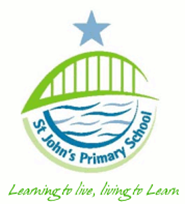 St John's Primary School
Learning to live, living to Learn